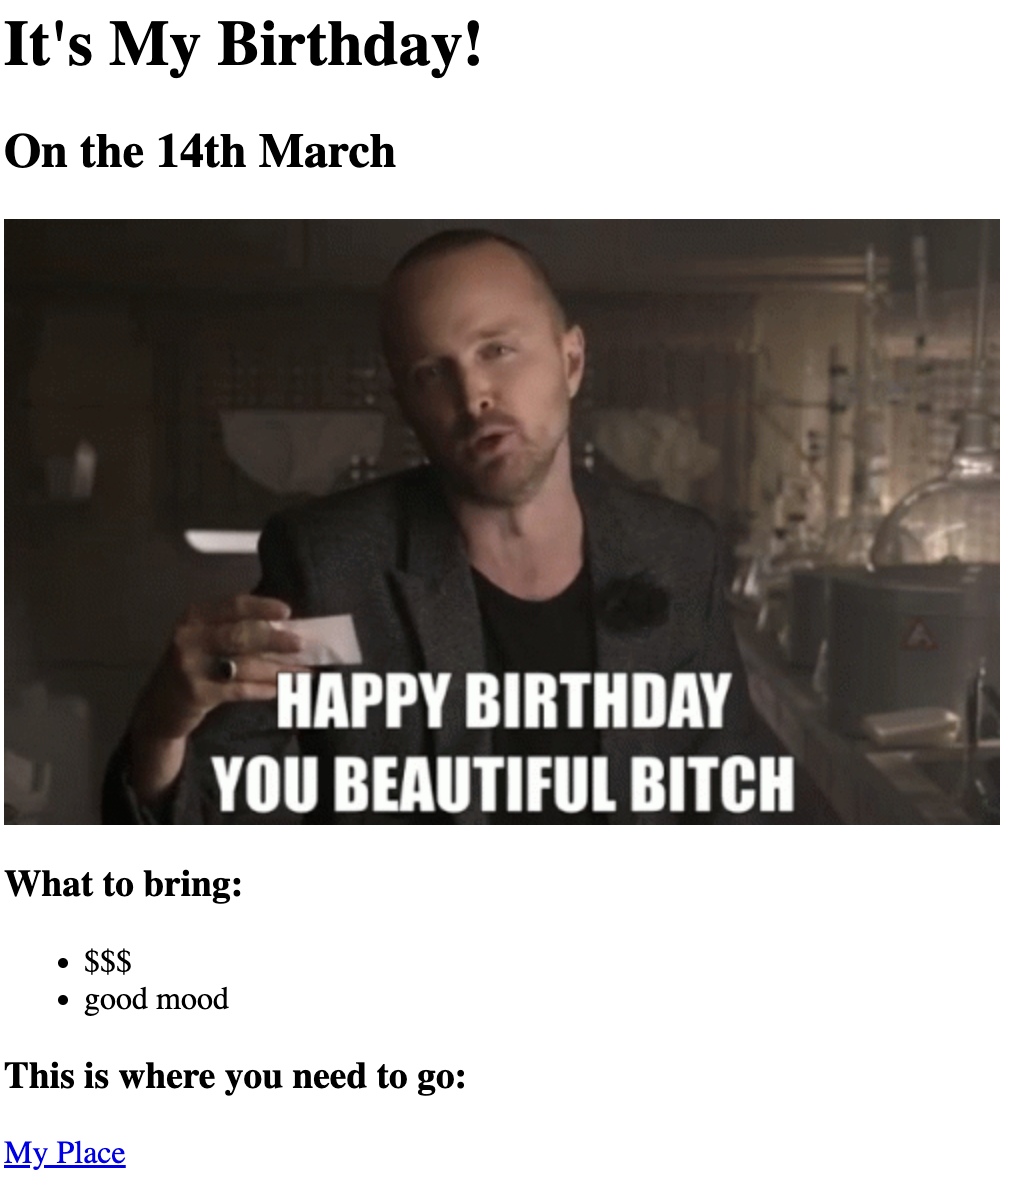 It's My Birthday!
On the 14th March
HAPPY BIRTHDAY
YOU BEAUTIFUL BITCH
What to bring:
$$$
good mood
This is where you need to go:
My Place